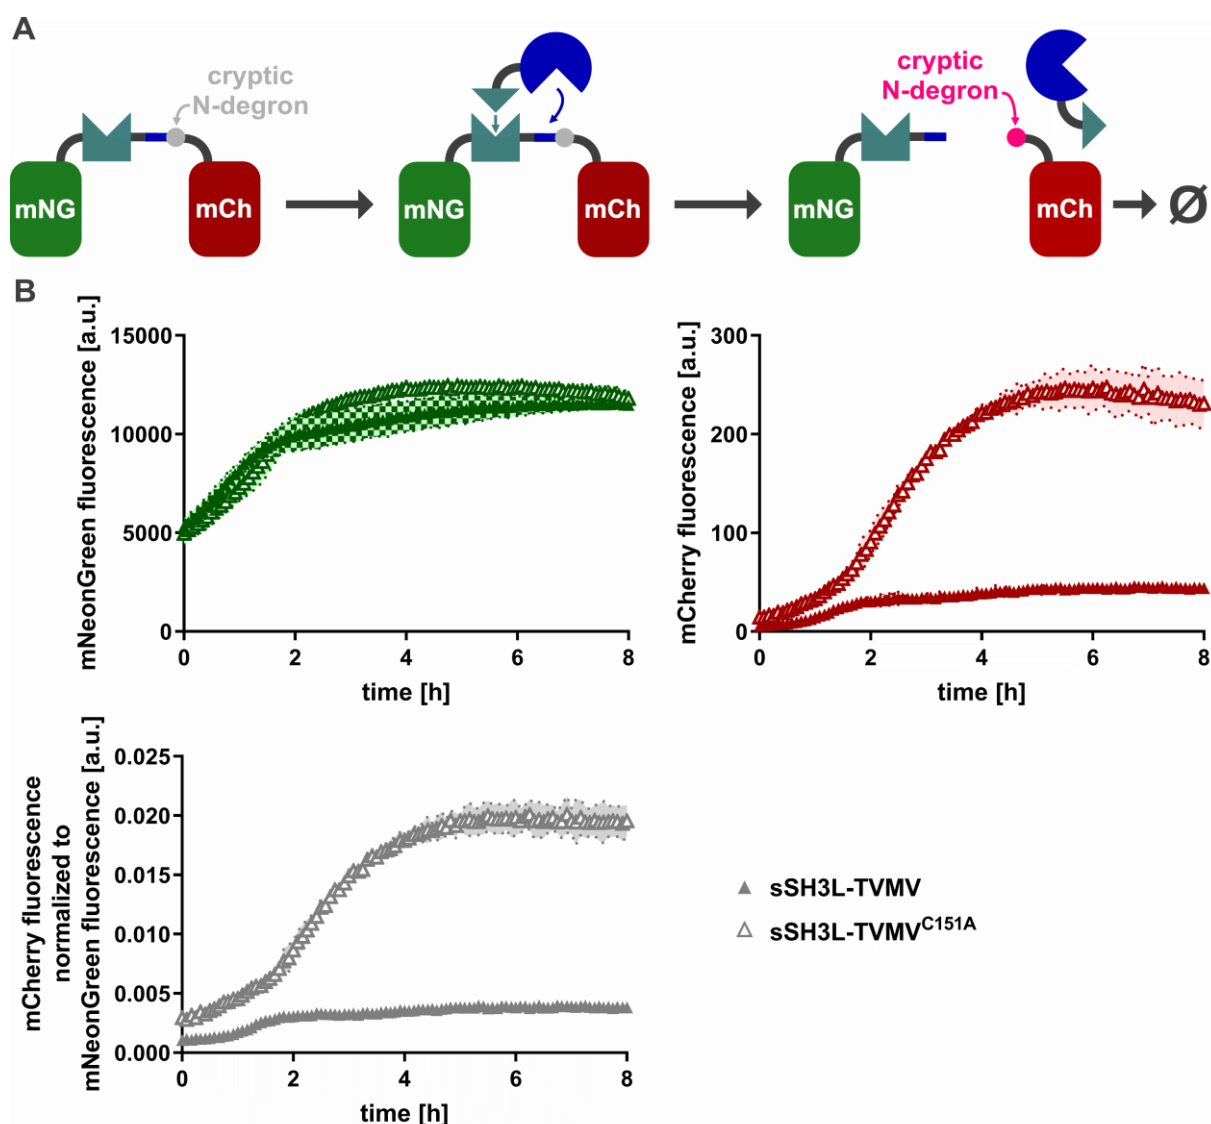 A
cryptic
N-degron
cryptic
N-degron
mNG
mCh
mNG
mCh
mNG
mCh
Ø
B
mNeonGreen fluorescence [a.u.]
15000
10000
5000
0
0 2 4 6 8
time [h]
mCherry fluorescence [a.u.]
300
200
100
0
0 2 4 6 8
time [h]
mCherry fluorescence
normalized to
mNeonGreen fluorescence [a.u.]
0.025
0.020
0.015
0.010
0.005
0.000
0 2 4 6 8
time [h]
sSH3L-TVMV
sSH3L-TVMV^C151A